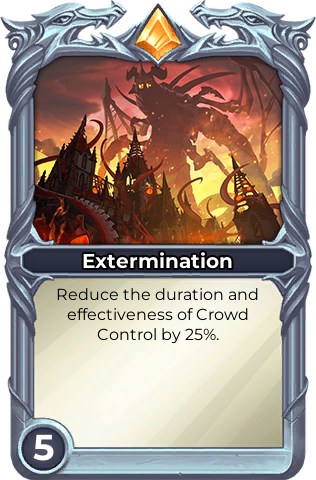 Extermination
Reduce the duration and
effectiveness of Crowd
Control by 25%.
5